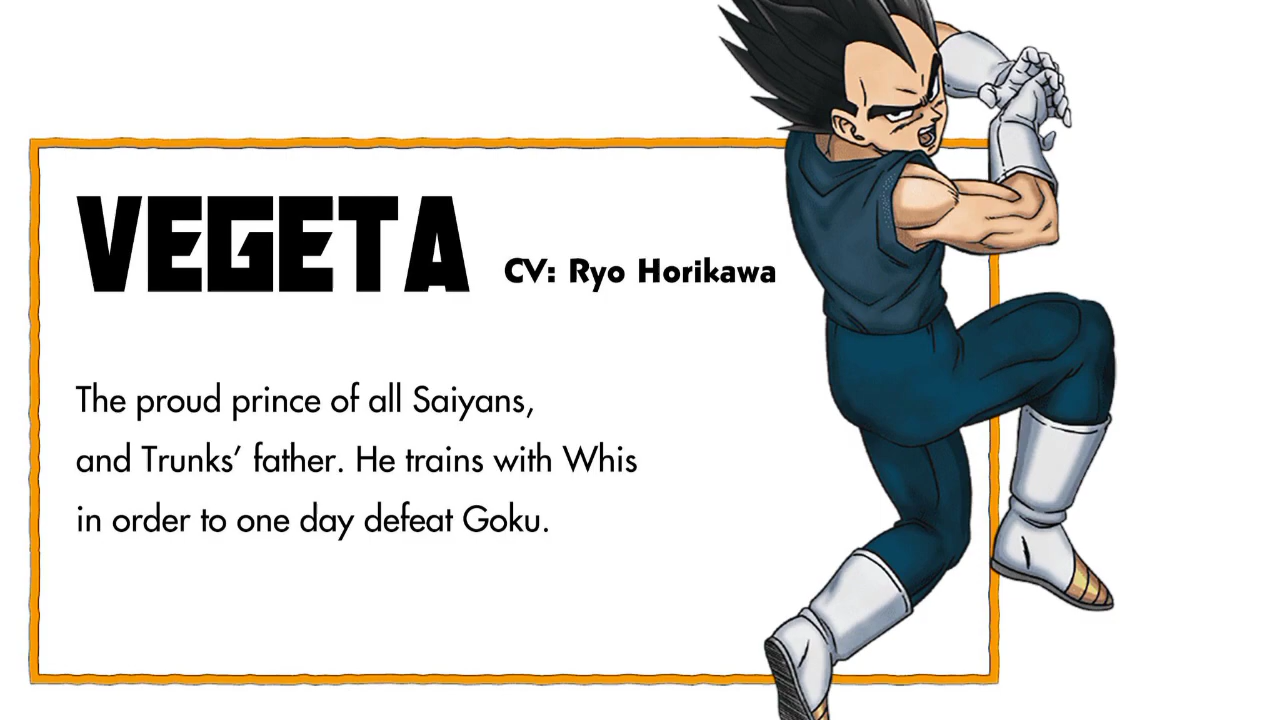 VEGETA CV: Ryo Horikawa
The proud prince of all Saiyans,
and Trunks’ father. He trains with Whis
in order to one day defeat Goku.